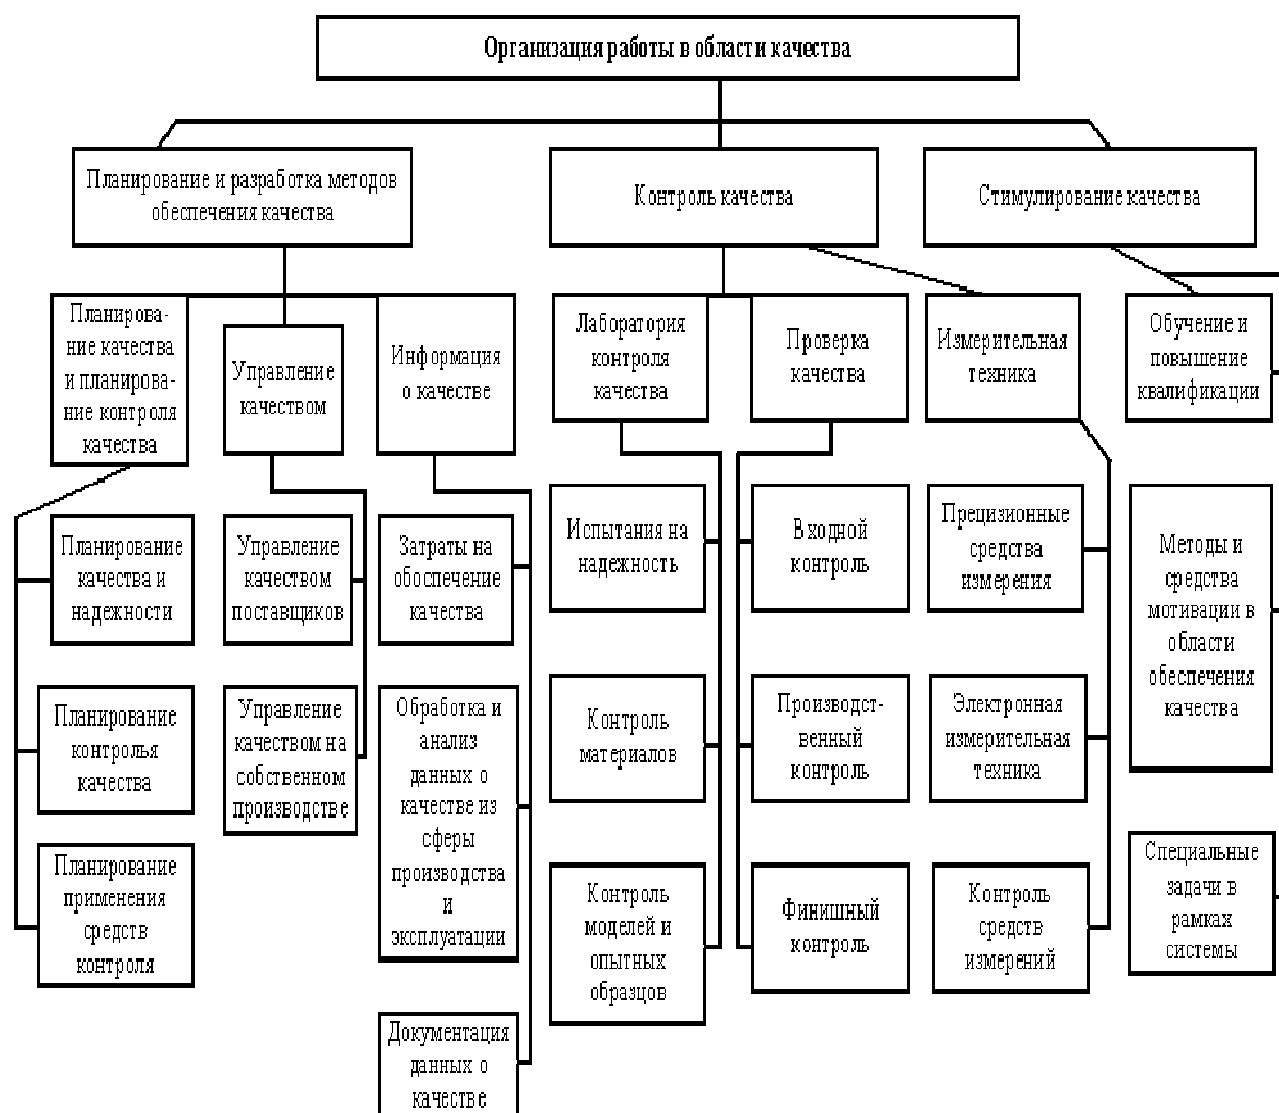 Организация работы в области качества
Планирование и разработка методов
обеспечения качества
Контроль качества
Стимулирование качества
Планирова-
ние качества
и планирова-
ние контроля
качества
Управление
качеством
Информация
о качестве
Лаборатория
контроля
качества
Проверка
качества
Измерительная
техника
Обучение и
повышение
квалификации
Планирование
качества и
надежности
Управление
качеством
поставщиков
Затраты на
обоспечение
качества
Испытания на
надежность
Входной
контроль
Прецизионные
средства
измерения
Методы и
средства
мотивации в
области
обеспечения
качества
Планирование
контролья
качества
Управление
качеством на
собственном
производстве
Обработка и
анализ
данных о
качестве из
сферы
производства
и
эксплуатации
Контроль
материалов
Производст-
венный
контроль
Электронная
измерительная
техника
Планирование
применения
средств
контроля
Контроль
моделей и
опытных
образцов
Финишный
контроль
Контроль
средств
измерений
Специальные
задачи в
рамках
системы
Документация
данных о
качестве